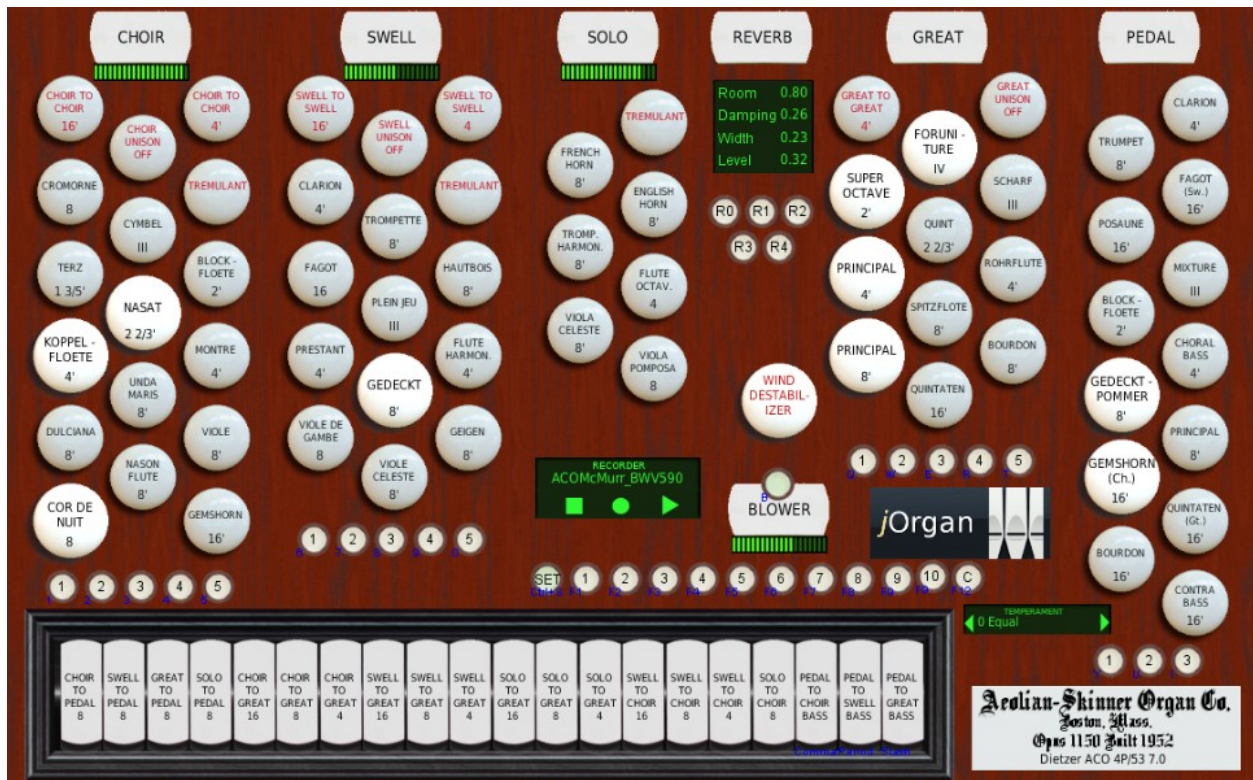 CHOIR
SWELL
SOLO
REVERB
GREAT
PEDAL
CHOIR TO
CHOIR
16'
CHOIR TO
CHOIR
4'
CHOIR
UNISON
OFF
CROMORNE
8
TREMULANT
CYMBEL
III
TERZ
1 3/5'
BLOCK -
FLOETE
2'
NASAT
2 2/3'
KOPPEL -
FLOETE
4'
MONTRE
4'
UNDA
MARIS
8'
DULCIANA
8'
VIOLE
8'
NASON
FLUTE
8'
COR DE
NUIT
8
GEMSHORN
16'
1
2
3
4
5
SWELL TO
SWELL
16'
SWELL TO
SWELL
4
SWELL
UNISON
OFF
CLARION
4'
TREMULANT
TROMPETTE
8'
FAGOT
16
HAUTBOIS
8'
PLEIN JEU
III
PRESTANT
4'
FLUTE
HARMON.
4'
GEDECKT
8'
VIOLE DE
GAMBE
8
GEIGEN
8'
VIOLE
CELESTE
8'
1
2
3
4
5
TREMULANT
FRENCH
HORN
8'
ENGLISH
HORN
8'
TROMP.
HARMON.
8'
FLUTE
OCTAV.
4
VIOLA
CELESTE
8'
VIOLA
POMPOSA
8
Room 0.80
Damping 0.26
Width 0.23
Level 0.32
R0 R1 R2
R3 R4
WIND
DESTABIL-
IZER
RECORDER
ACOMcMurr_BWV590
B
BLOWER
GREAT TO
GREAT
4'
GREAT
UNISON
OFF
FORUNI -
TURE
IV
SUPER
OCTAVE
2'
SCHARF
III
QUINT
2 2/3'
PRINCIPAL
4'
ROHRFLUTE
4'
SPITZFLOTE
8'
PRINCIPAL
8'
BOURDON
8'
QUINTATEN
16'
1
2
3
4
5
Q W E R T
jOrgan
CLARION
4'
TRUMPET
8'
FAGOT
(Sw.)
16'
POSAUNE
16'
MIXTURE
III
BLOCK -
FLOETE
2'
CHORAL
BASS
4'
GEDECKT -
POMMER
8'
PRINCIPAL
8'
GEMSHORN
(Ch.)
16'
QUINTATEN
(Gt.)
16'
BOURDON
16'
CONTRA
BASS
16'
SET 1 2 3 4 5 6 7 8 9 10 C
TEMPERAMENT
0 Equal
1
2
3
CHOIR
TO
PEDAL
8
SWELL
TO
PEDAL
8
GREAT
TO
PEDAL
8
SOLO
TO
PEDAL
8
CHOIR
TO
GREAT
16
CHOIR
TO
GREAT
8
CHOIR
TO
GREAT
4
SWELL
TO
GREAT
16
SWELL
TO
GREAT
8
SWELL
TO
GREAT
4
SOLO
TO
GREAT
16
SOLO
TO
GREAT
8
SOLO
TO
GREAT
4
SWELL
TO
CHOIR
16
SWELL
TO
CHOIR
8
SWELL
TO
CHOIR
4
SOLO
TO
CHOIR
8
PEDAL
TO
CHOIR
BASS
PEDAL
TO
SWELL
BASS
PEDAL
TO
GREAT
BASS
Aeolian-Skinner Organ Co.
Boston, Mass.
Opus 1150 Built 1952
Dietzer ACO 4P/53 7.0